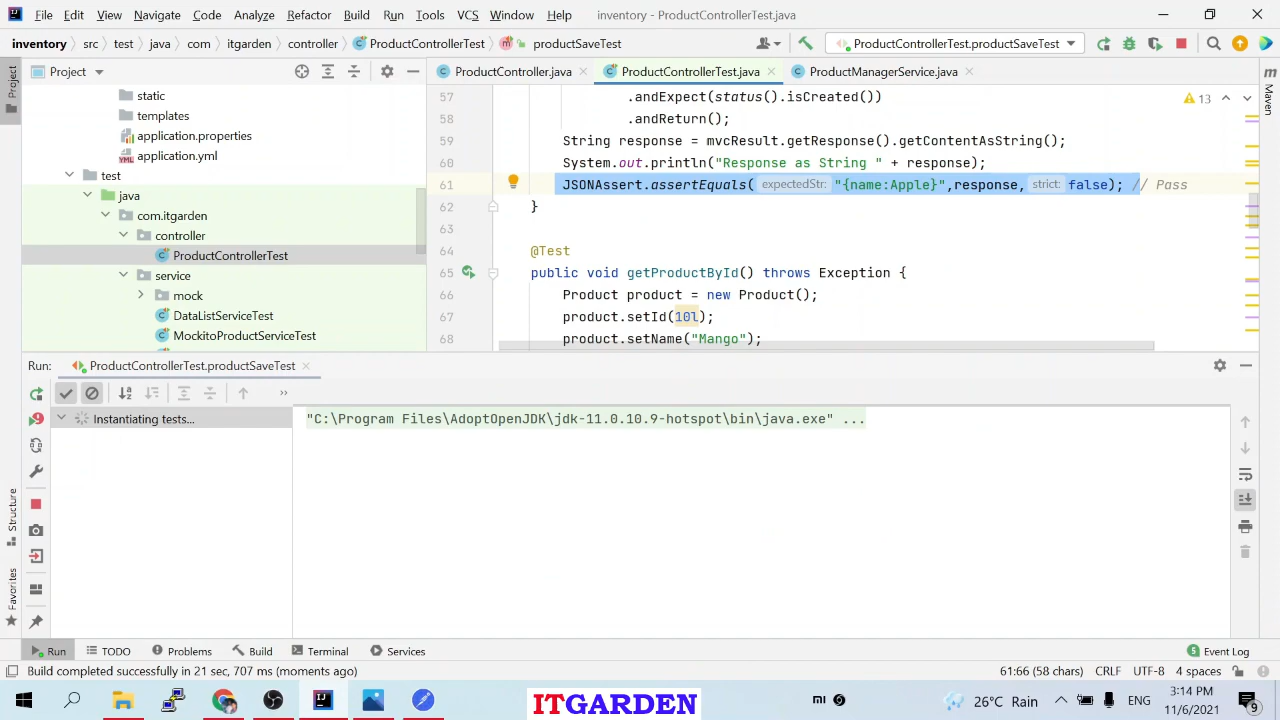 File Edit View Navigate Code Analyze Refactor Build Run Tools VCS Window Help inventory - ProductControllerTest.java
inventory src test java com itgarden controller ProductControllerTest productSaveTest ProductControllerTest.productSaveTest
Project
Project
ProductController.java ProductControllerTest.java ProductManagerService.java
Maven
static
templates
application.properties
application.yml
test
java
com.itgarden
controller
ProductControllerTest
service
mock
DataListServiceTest
MockitoProductServiceTest
13
57 .andExpect(status().isCreated())
58 .andReturn();
59 String response = mvcResult.getResponse().getContentAsString();
60 System.out.println("Response as String " + response);
61 JSONAssert.assertEquals( expectedStr: "{name:Apple}",response, strict: false); // Pass
62 }
63
64 @Test
65 public void getProductById() throws Exception {
66 Product product = new Product();
67 product.setId(10l);
68 product.setName("Mango");
Run: ProductControllerTest.productSaveTest
Instantiating tests...
"C:\Program Files\AdoptOpenJDK\jdk-11.0.10.9-hotspot\bin\java.exe" ...
Structure
Favorites
Run TODO Problems Build Terminal Services Event Log
Build completed successfully in 21 sec, 707 ms (moments ago) 61:66 (58 chars) CRLF UTF-8 4 spaces
ITGARDEN
mi
26°C Rain
ENG
3:14 PM
11/6/2021
9